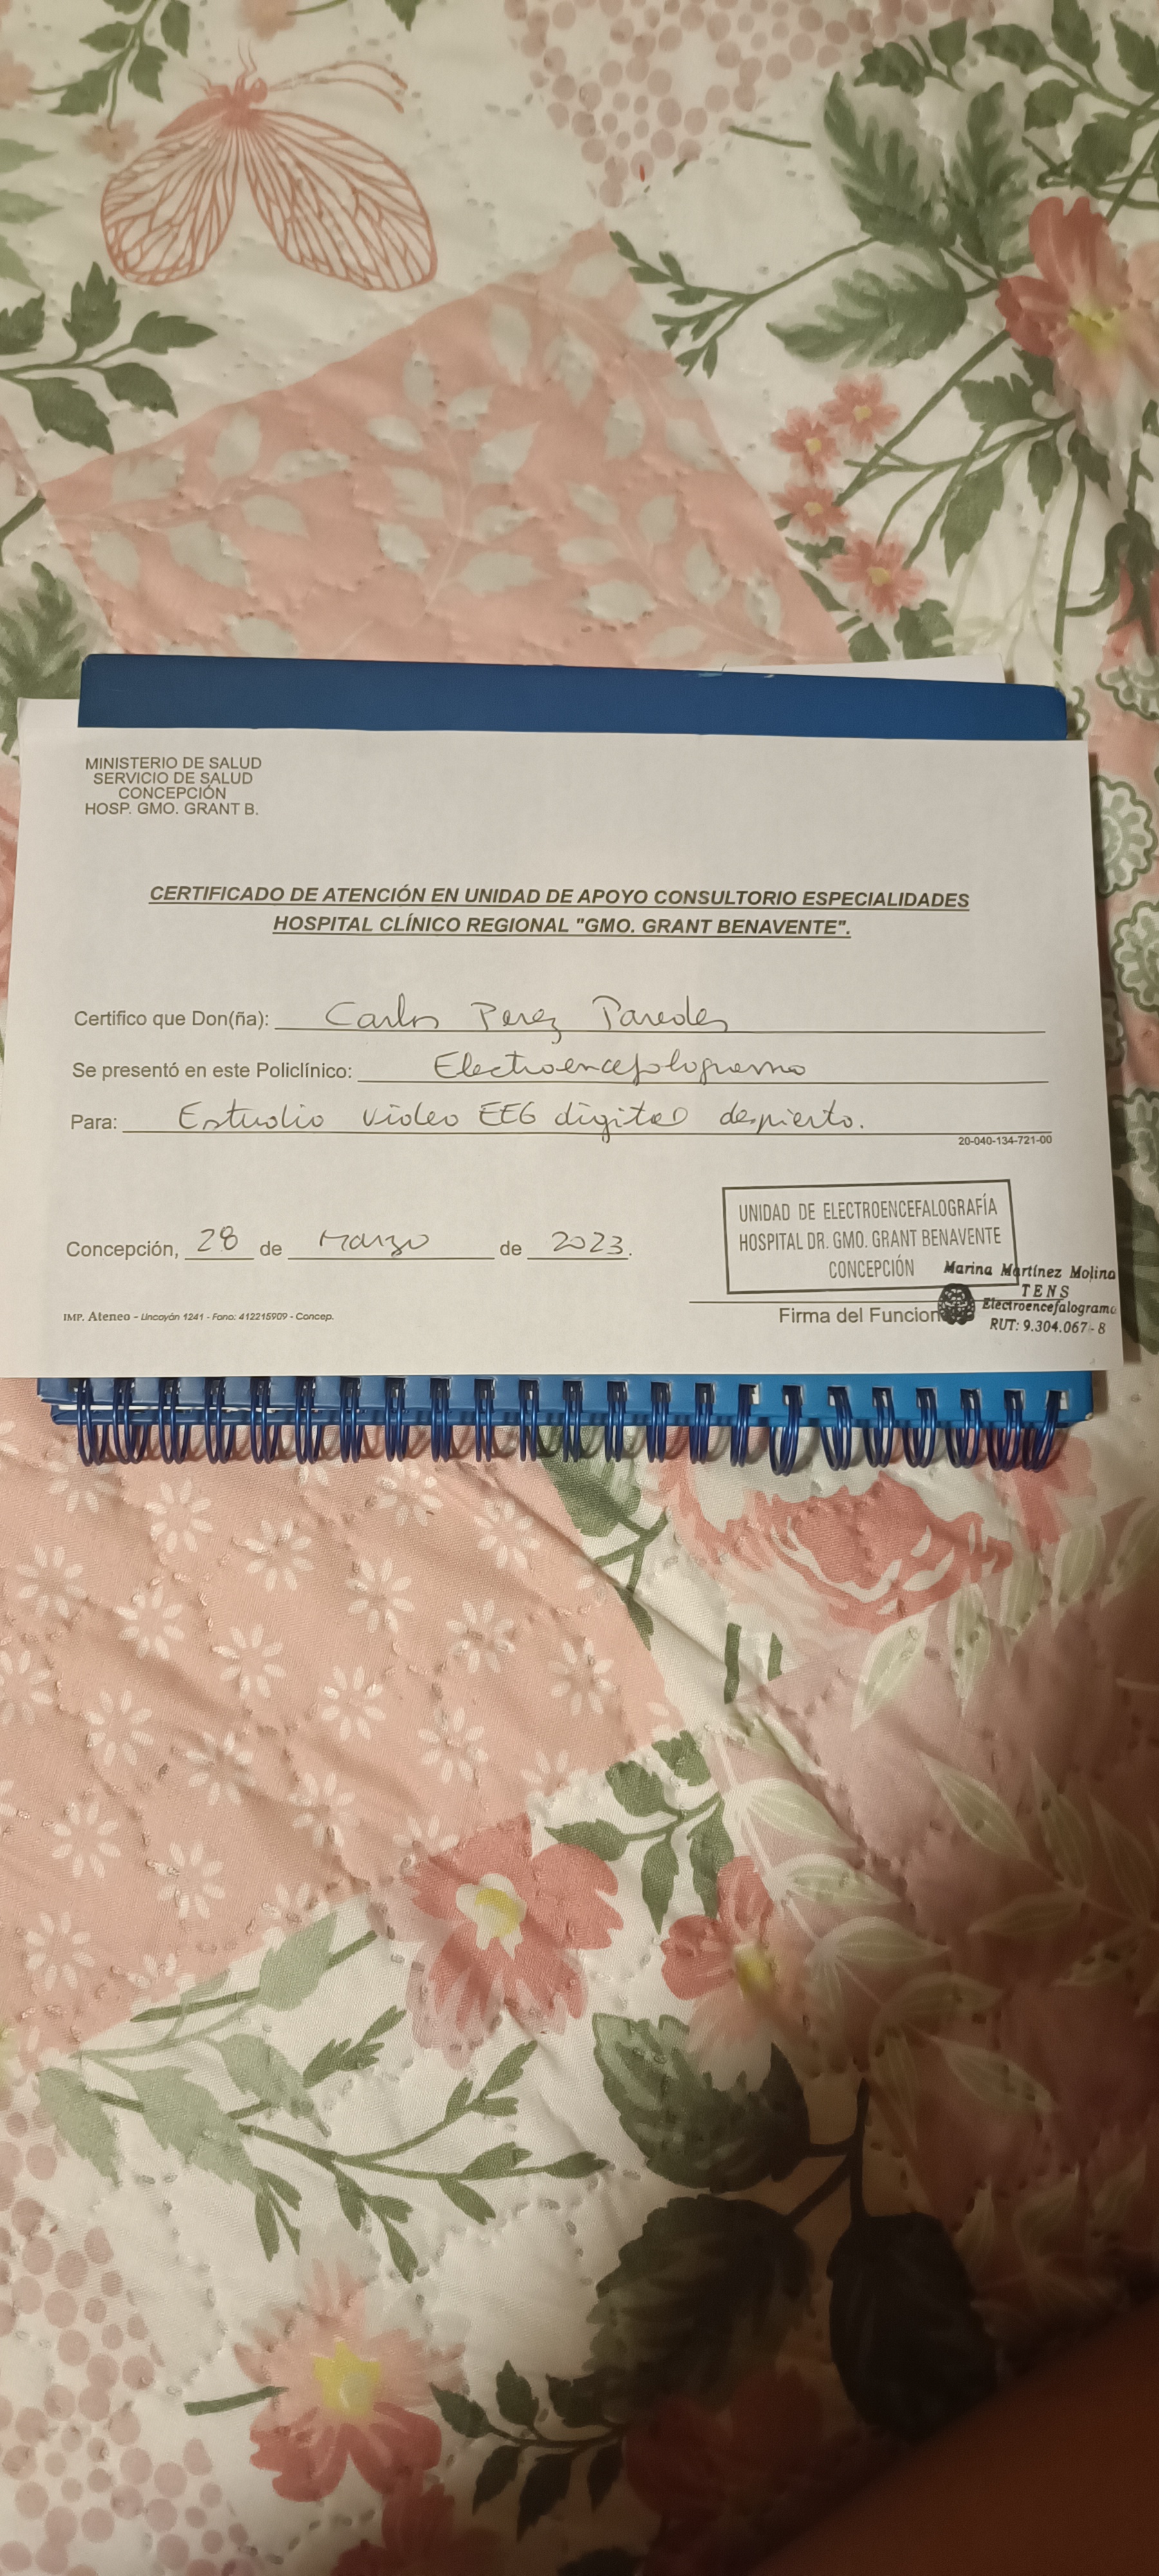 MINISTERIO DE SALUD
SERVICIO DE SALUD
CONCEPCIÓN
HOSP. GMO. GRANT B.
CERTIFICADO DE ATENCIÓN EN UNIDAD DE APOYO CONSULTORIO ESPECIALIDADES
HOSPITAL CLÍNICO REGIONAL "GMO. GRANT BENAVENTE".
Certifico que Don(ña): Carlos Perez Paredes
Se presentó en este Policlínico: Electroencefalograma
Para: Estudio video EEG digital despierto.
20-040-134-721-00
Concepción, 28 de Marzo de 2023.
UNIDAD DE ELECTROENCEFALOGRAFÍA
HOSPITAL DR. GMO. GRANT BENAVENTE
CONCEPCIÓN
Marina Martínez Molina
TENS
Electroencefalograma
RUT: 9.304.067-8
Firma del Funcion
IMP. Ateneo - Lincoyán 1241 - Fono: 412215909 - Concep.